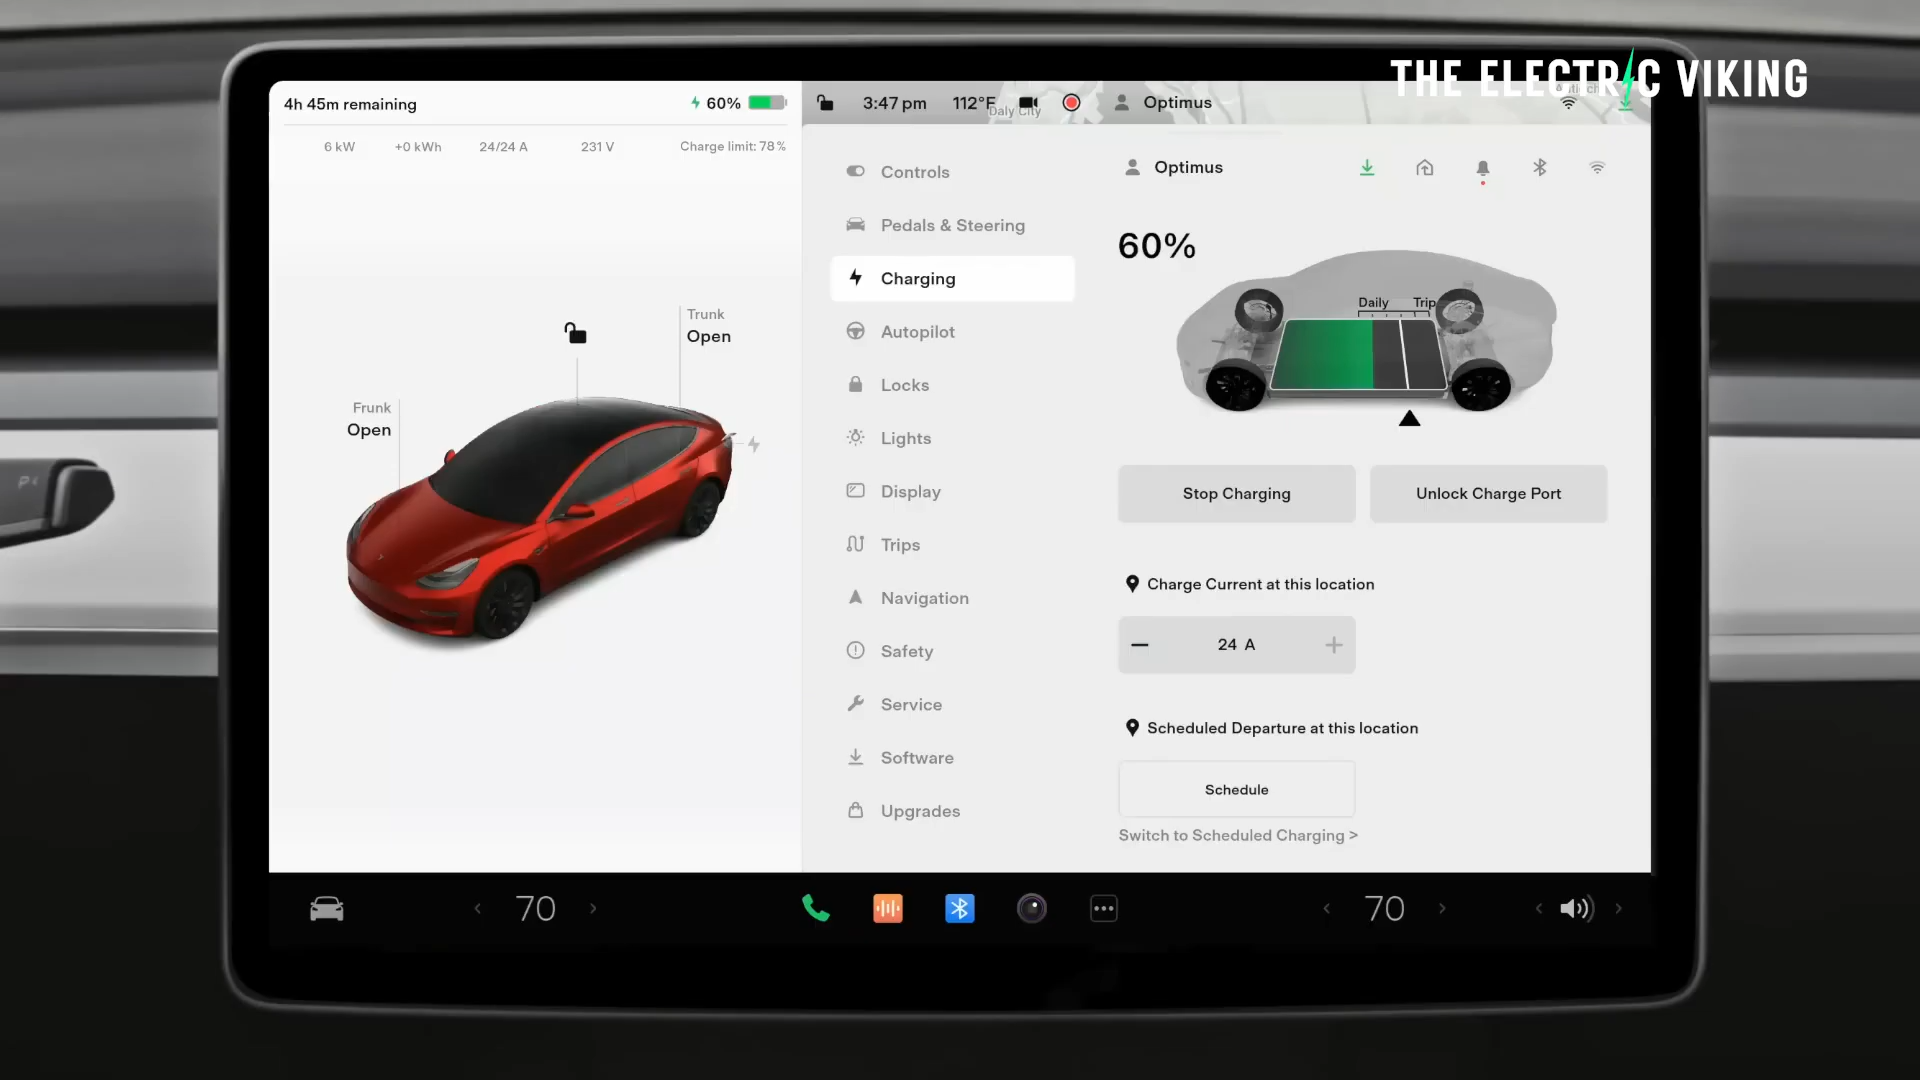 THE ELECTRIC VIKING
4h 45m remaining
60%
6 kW
+0 kWh
24/24 A
231 V
Charge limit: 78%
Trunk
Open
Frunk
Open
3:47 pm
112°F
Daly City
Optimus
Controls
Pedals & Steering
Charging
Autopilot
Locks
Lights
Display
Trips
Navigation
Safety
Service
Software
Upgrades
Optimus
60%
Daily
Trip
Stop Charging
Unlock Charge Port
Charge Current at this location
24 A
Scheduled Departure at this location
Schedule
Switch to Scheduled Charging >
70
70